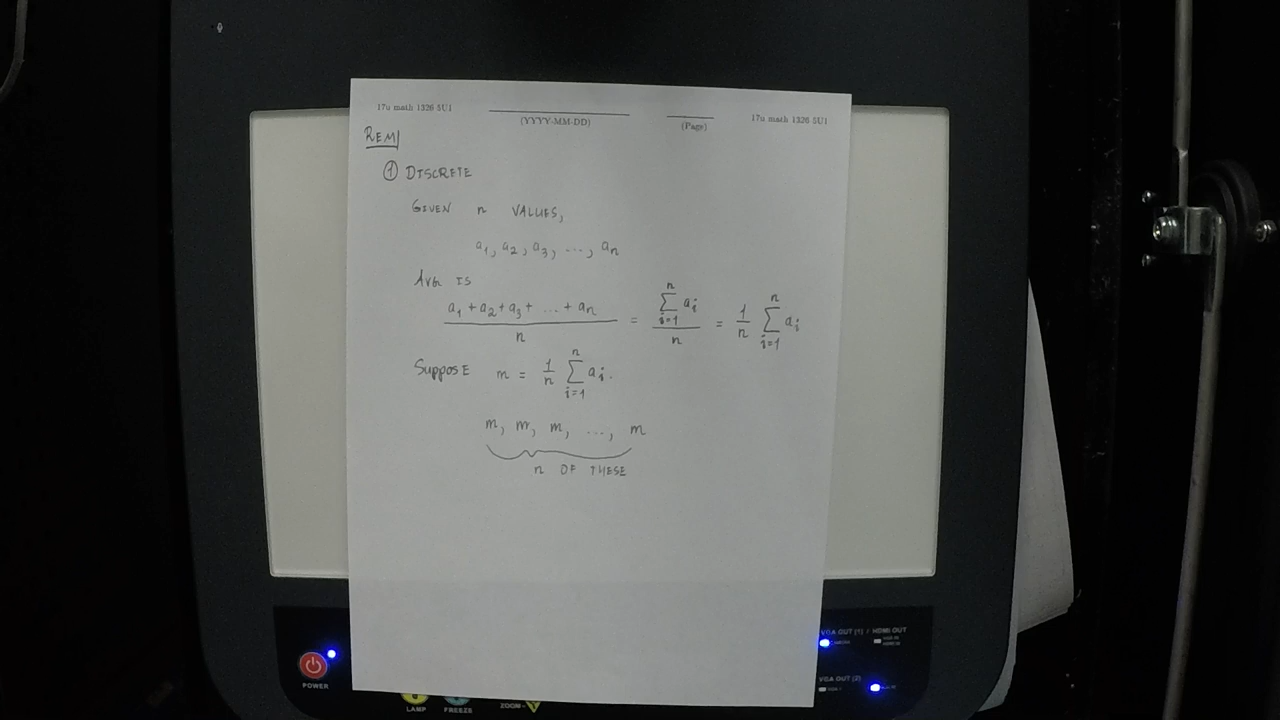 17u math 1326 5U1 (YYYY-MM-DD) (Page) 17u math 1326 5U1
REM
① DISCRETE
GIVEN n VALUES,
a₁, a₂, a₃, ..., aₙ
AVG IS
(a₁ + a₂ + a₃ + ... + aₙ)/n = (∑ᵢ₌₁ⁿ aᵢ)/n = 1/n ∑ᵢ₌₁ⁿ aᵢ
SUPPOSE m = 1/n ∑ᵢ₌₁ⁿ aᵢ.
m, m, m, ..., m
n OF THESE
VGA OUT (1) / HDMI OUT
VGA OUT (2)
POWER
LAMP FREEZE ZOOM-